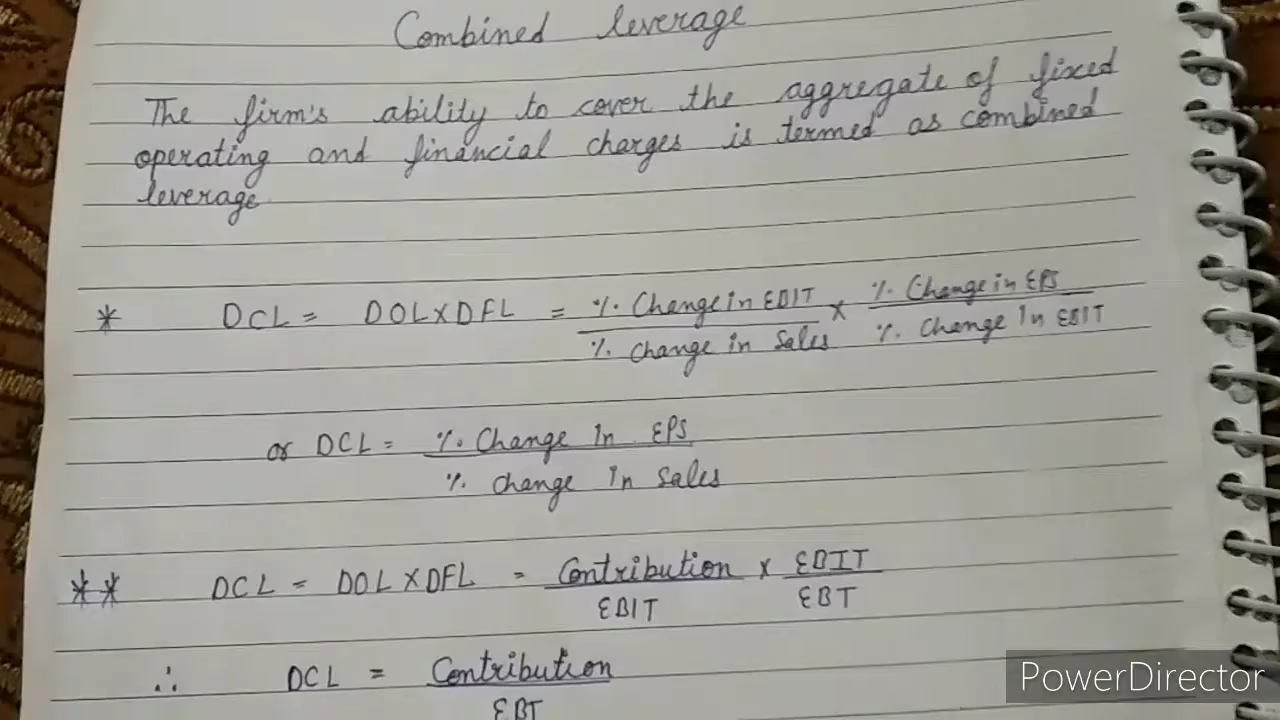 Combined leverage
The firm's ability to cover the aggregate of fixed
operating and financial charges is termed as combined
leverage.
* DCL = DOL X DFL = % Change in EBIT / % Change in Sales x % Change in EPS / % Change In EBIT
or DCL = % Change In EPS / % change In Sales
** DCL = DOL X DFL = Contribution / EBIT x EBIT / EBT
∴ DCL = Contribution / EBT
PowerDirector